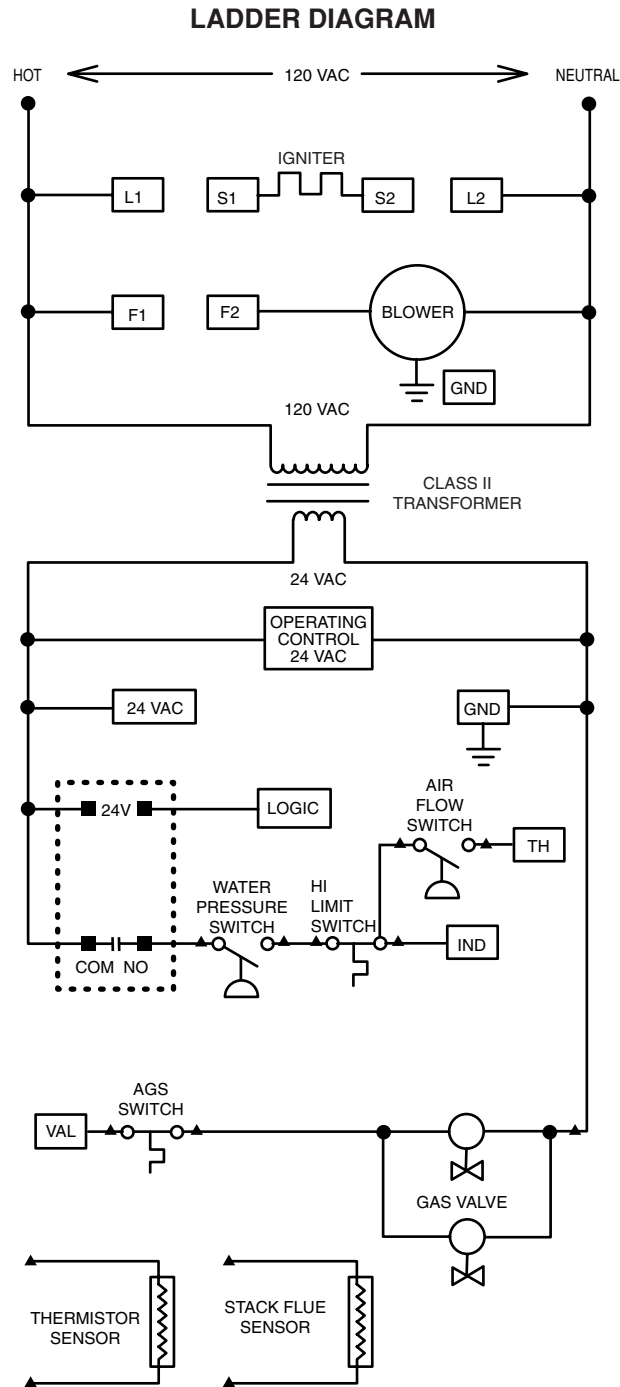 LADDER DIAGRAM
HOT
120 VAC
NEUTRAL
IGNITER
L1
S1
S2
L2
F1
F2
BLOWER
GND
120 VAC
CLASS II
TRANSFORMER
24 VAC
OPERATING
CONTROL
24 VAC
24 VAC
GND
24V
LOGIC
AIR
FLOW
SWITCH
TH
WATER
PRESSURE
SWITCH
HI
LIMIT
SWITCH
IND
COM NO
AGS
SWITCH
VAL
GAS VALVE
THERMISTOR
SENSOR
STACK FLUE
SENSOR